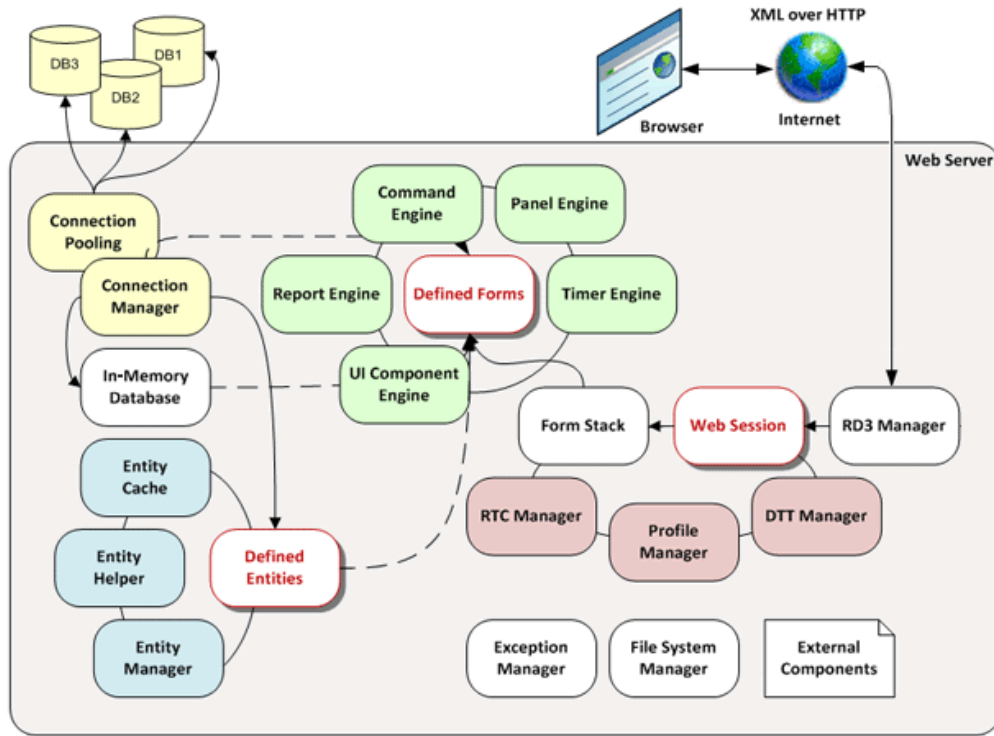 XML over HTTP
DB3
DB1
DB2
Browser
Internet
Web Server
Connection
Pooling
Command
Engine
Panel Engine
Connection
Manager
Report Engine
Defined Forms
Timer Engine
In-Memory
Database
UI Component
Engine
Form Stack
Web Session
RD3 Manager
Entity
Cache
RTC Manager
Profile
Manager
DTT Manager
Entity
Helper
Defined
Entities
Entity
Manager
Exception
Manager
File System
Manager
External
Components